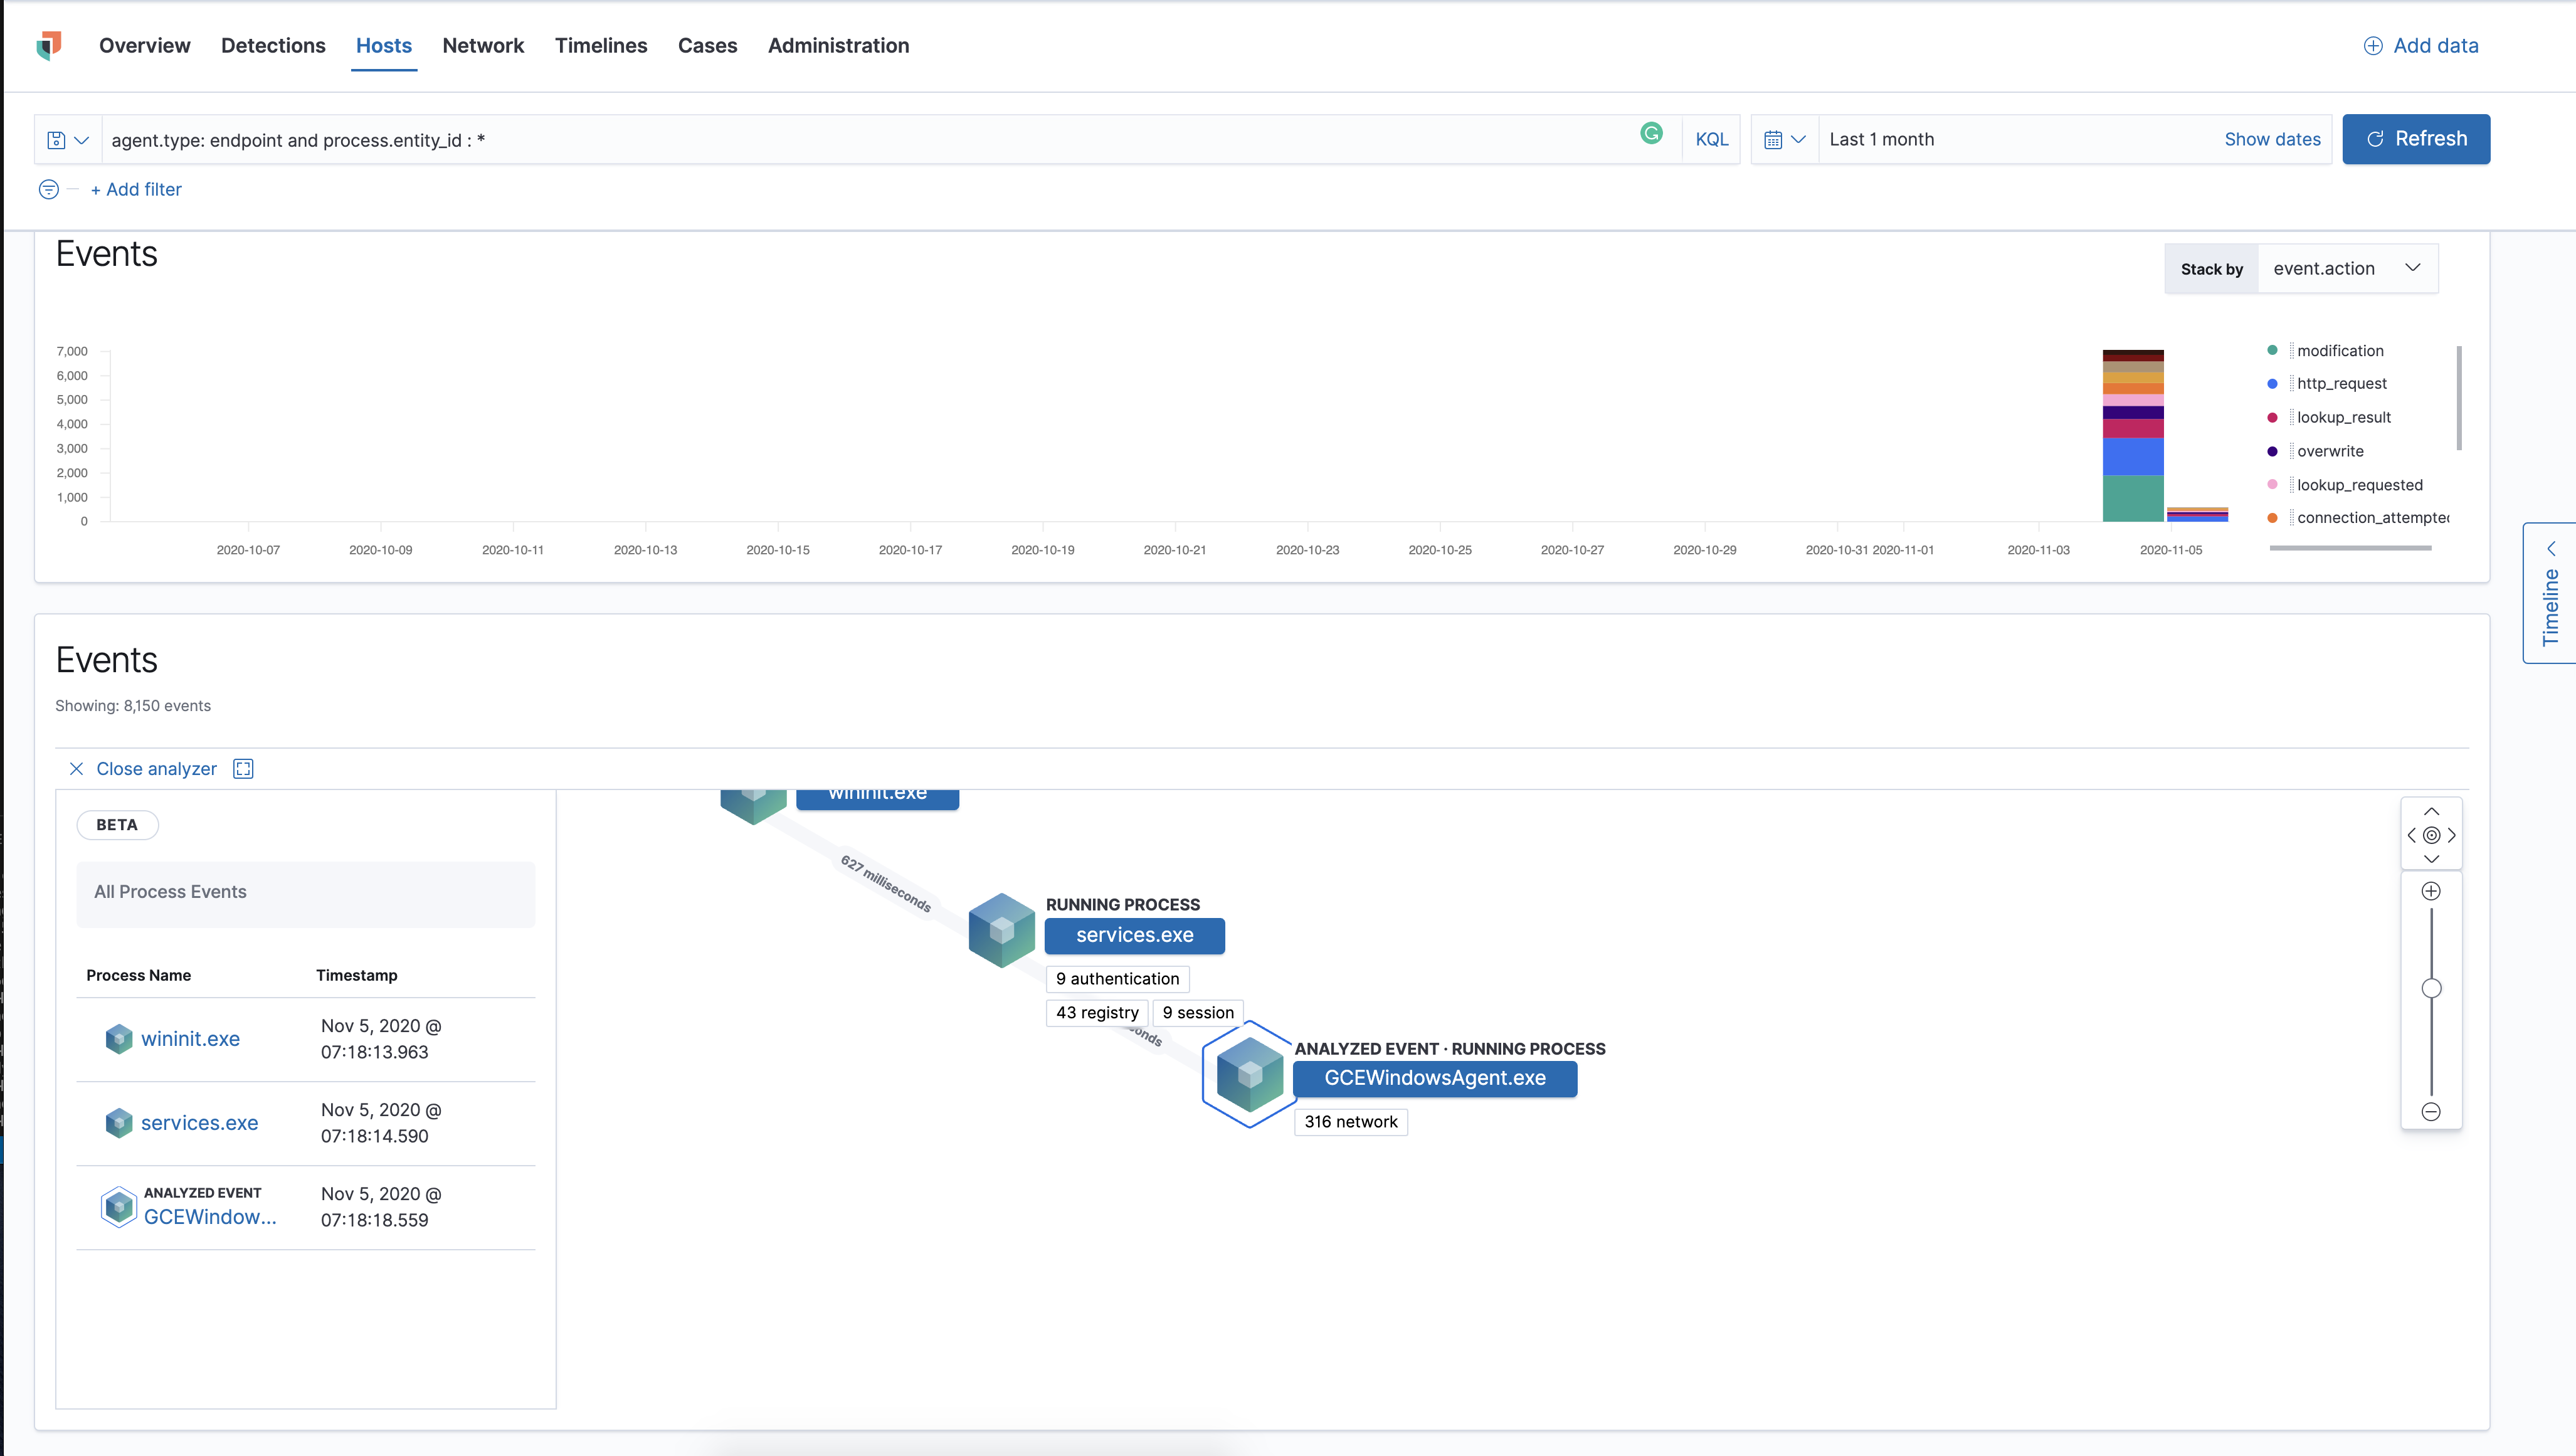 Overview Detections Hosts Network Timelines Cases Administration Add data
agent.type: endpoint and process.entity_id : * KQL Last 1 month Show dates Refresh
+ Add filter
Events
Stack by event.action
7,000
6,000
5,000
4,000
3,000
2,000
1,000
0
2020-10-07 2020-10-09 2020-10-11 2020-10-13 2020-10-15 2020-10-17 2020-10-19 2020-10-21 2020-10-23 2020-10-25 2020-10-27 2020-10-29 2020-10-31 2020-11-01 2020-11-03 2020-11-05
modification
http_request
lookup_result
overwrite
lookup_requested
connection_attempted
Timeline
Events
Showing: 8,150 events
Close analyzer
BETA
All Process Events
Process Name Timestamp
wininit.exe Nov 5, 2020 @
07:18:13.963
services.exe Nov 5, 2020 @
07:18:14.590
ANALYZED EVENT
GCEWindow... Nov 5, 2020 @
07:18:18.559
wininit.exe
627 milliseconds
RUNNING PROCESS
services.exe
9 authentication
43 registry 9 session
onds
ANALYZED EVENT · RUNNING PROCESS
GCEWindowsAgent.exe
316 network